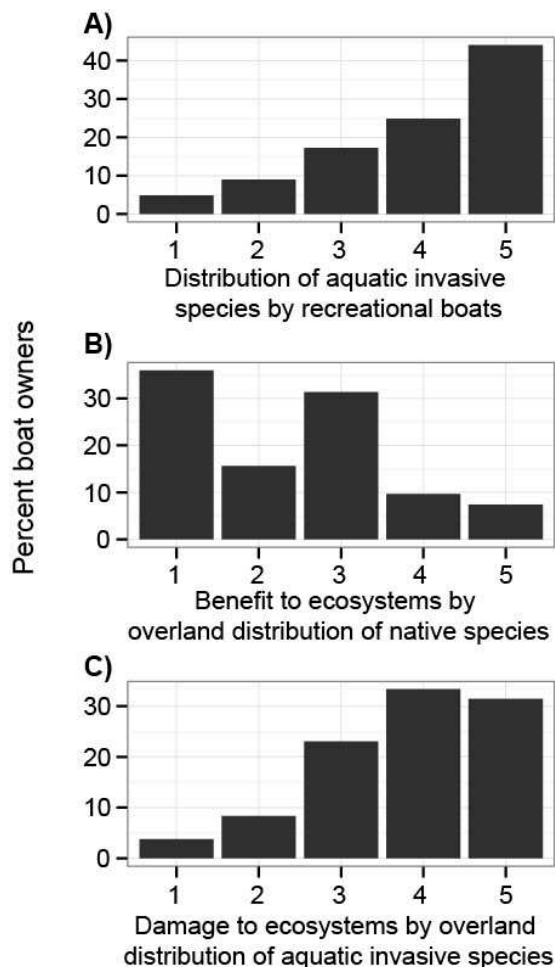 A)
40
30
20
10
0
1 2 3 4 5
Distribution of aquatic invasive
species by recreational boats
Percent boat owners
B)
30
20
10
0
1 2 3 4 5
Benefit to ecosystems by
overland distribution of native species
C)
30
20
10
0
1 2 3 4 5
Damage to ecosystems by overland
distribution of aquatic invasive species